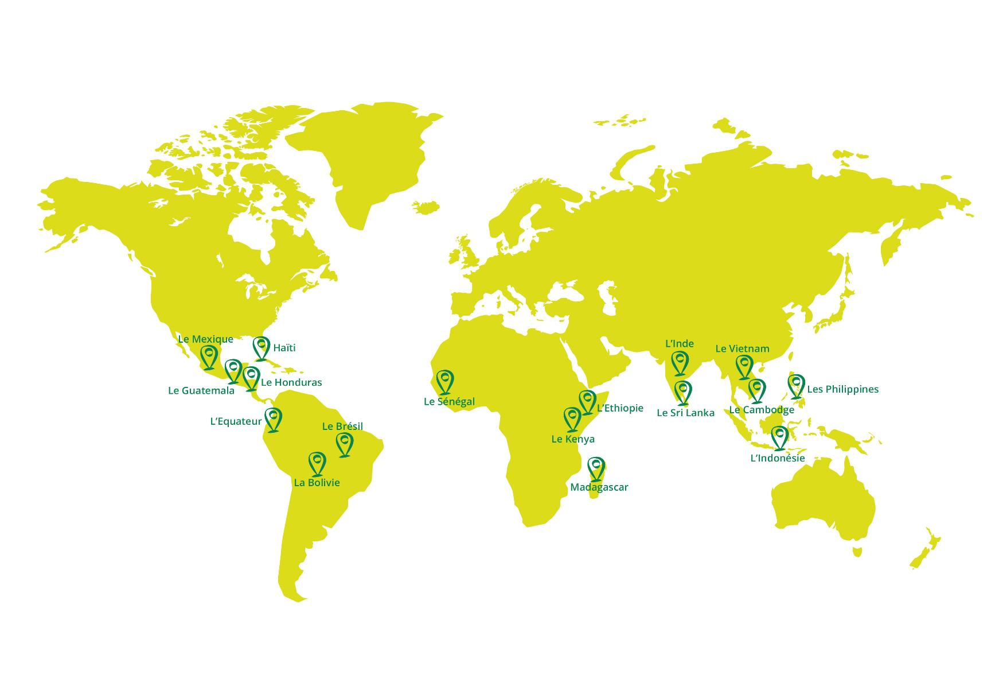 Le Mexique
Haïti
Le Honduras
Le Guatemala
L’Equateur
Le Brésil
La Bolivie
Le Sénégal
L’Ethiopie
Le Kenya
Madagascar
L’Inde
Le Vietnam
Les Philippines
Le Sri Lanka
Le Cambodge
L’Indonésie